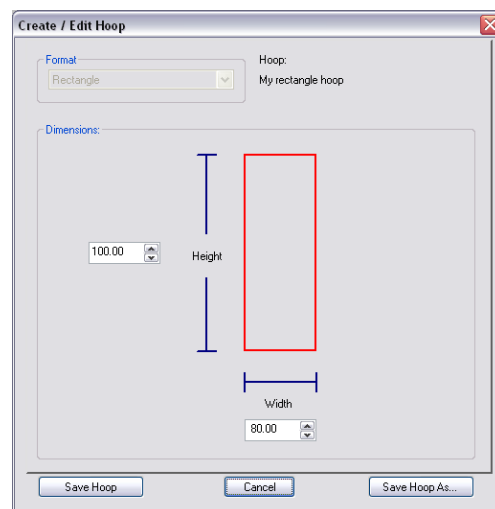 Create / Edit Hoop
Format
Rectangle
Hoop:
My rectangle hoop
Dimensions:
100.00
Height
Width
80.00
Save Hoop
Cancel
Save Hoop As...